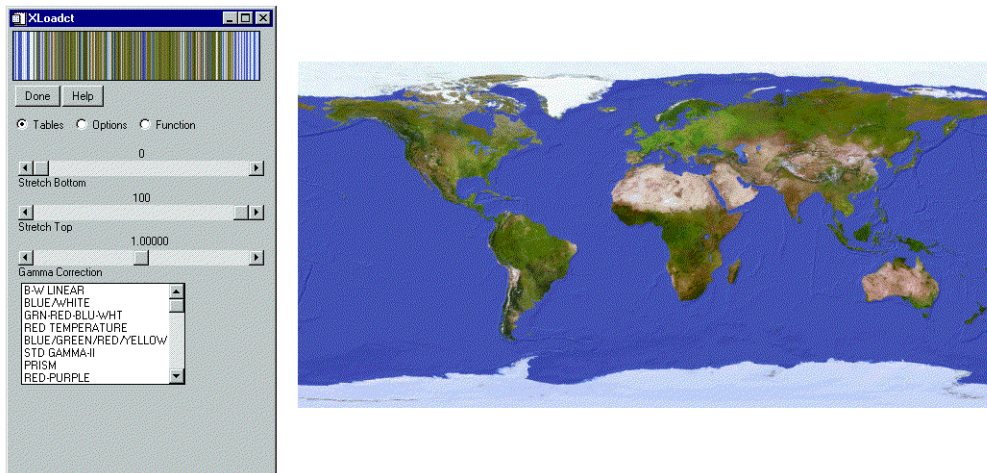 XLoadct
Done Help
Tables Options Function
0
Stretch Bottom
100
Stretch Top
1.00000
Gamma Correction
B-W LINEAR
BLUE/WHITE
GRN-RED-BLU-WHT
RED TEMPERATURE
BLUE/GREEN/RED/YELLOW
STD GAMMA-II
PRISM
RED-PURPLE